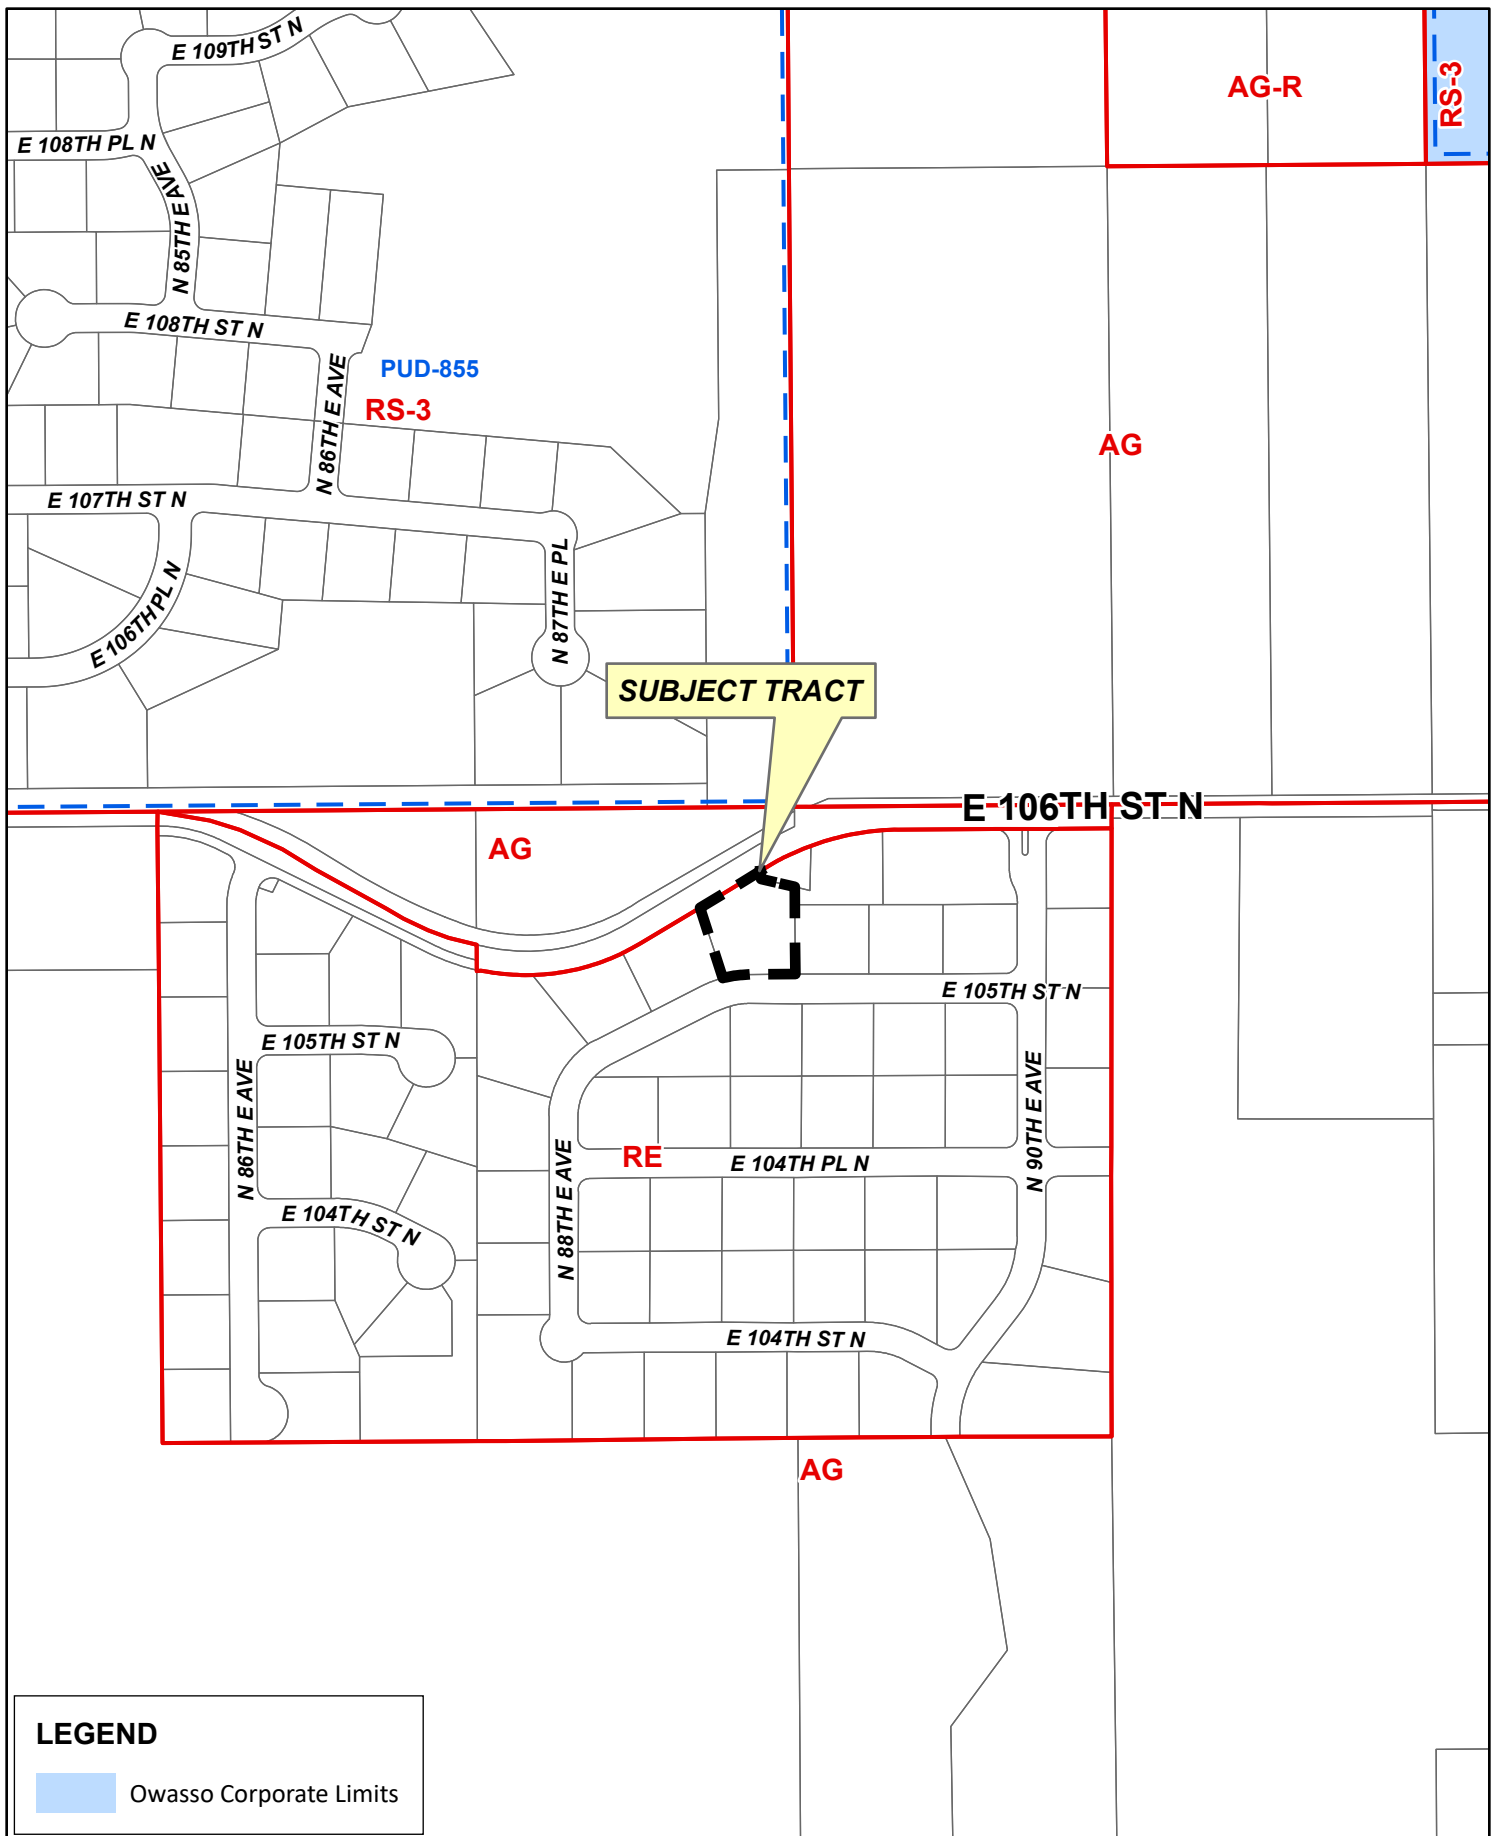 E 109TH ST N
AG-R
RS-3
E 108TH PL N
N 85TH E AVE
E 108TH ST N
N 86TH E AVE
PUD-855
RS-3
AG
E 107TH ST N
E 106TH PL N
N 87TH E PL
SUBJECT TRACT
E 106TH ST N
AG
E 105TH ST N
E 105TH ST N
N 86TH E AVE
N 90TH E AVE
N 88TH E AVE
RE
E 104TH PL N
E 104TH ST N
E 104TH ST N
AG
LEGEND
Owasso Corporate Limits